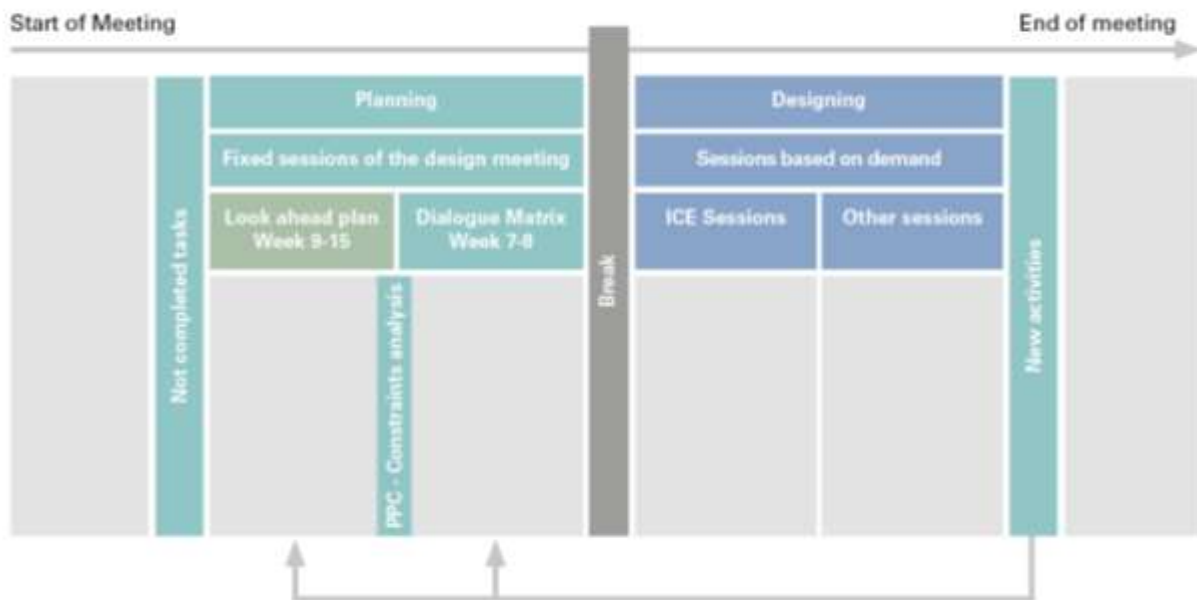 Start of Meeting
End of meeting
Not completed tasks
Planning
Fixed sessions of the design meeting
Look ahead plan
Week 9-15
Dialogue Matrix
Week 7-8
PPC - Constraints analysis
Break
Designing
Sessions based on demand
ICE Sessions
Other sessions
New activities